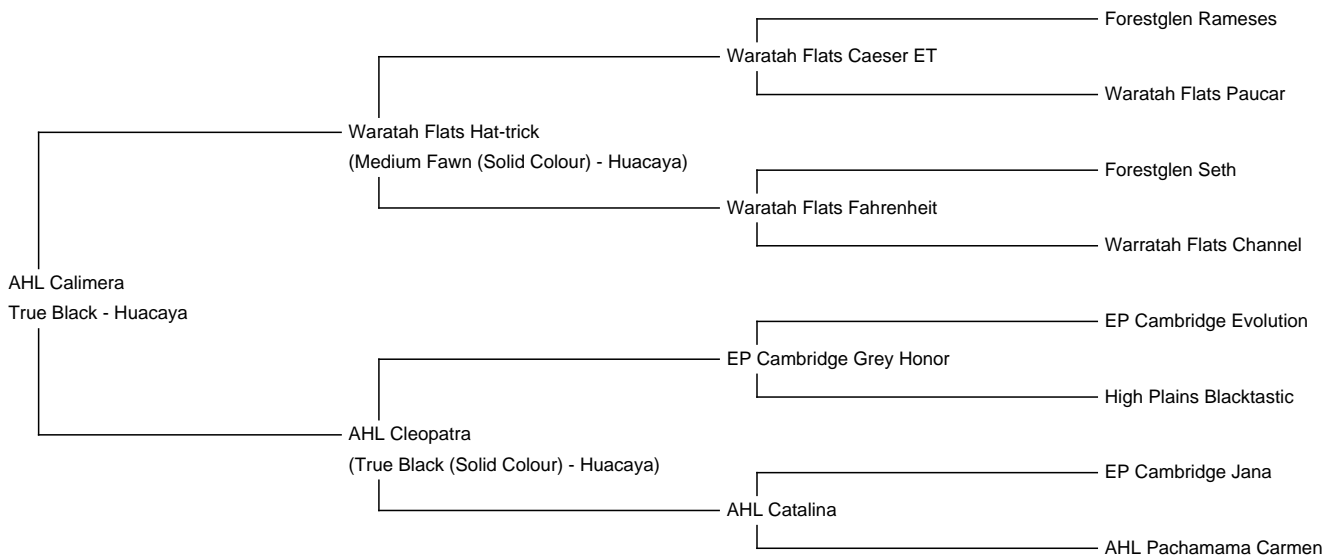 Forestglen Rameses
Waratah Flats Caeser ET
Waratah Flats Paucar
Waratah Flats Hat-trick
(Medium Fawn (Solid Colour) - Huacaya)
Forestglen Seth
Waratah Flats Fahrenheit
Warratah Flats Channel
AHL Calimera
True Black - Huacaya
EP Cambridge Evolution
EP Cambridge Grey Honor
High Plains Blacktastic
AHL Cleopatra
(True Black (Solid Colour) - Huacaya)
EP Cambridge Jana
AHL Catalina
AHL Pachamama Carmen